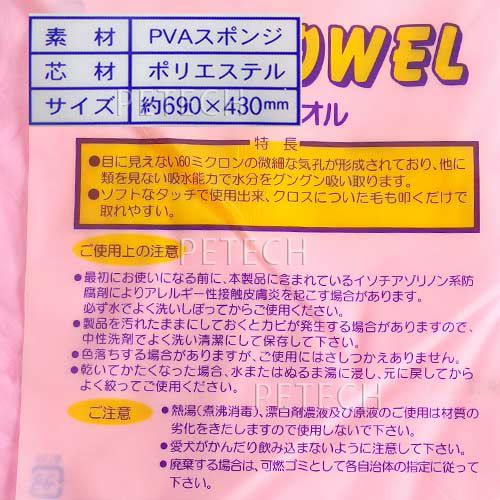 素材 PVAスポンジ
芯材 ポリエステル
サイズ 約690×430mm
OWEL
オル
特長
●目に見えない60ミクロンの微細な気孔が形成されており、他に
類を見ない吸水能力で水分をグングン吸い取ります。
●ソフトなタッチで使用出来、クロスについた毛も叩くだけで
取れやすい。
PETECH
ご使用上の注意
●最初にお使いになる前に、本製品に含まれているイソチアゾリノン系防
腐剤によりアレルギー性接触皮膚炎を起こす場合があります。
必ず水でよく洗いしぼってからご使用ください。
●製品を汚れたままにしておくとカビが発生する場合がありますので、
中性洗剤でよく洗い清潔にして保存して下さい。
●色落ちする場合がありますが、ご使用にはさしつかえありません。
●乾いてかたくなった場合、水またはぬるま湯に浸し、元に戻してから
よく絞ってご使用ください。
PETECH
ご注意
●熱湯(煮沸消毒)、漂白剤濃液及び原液のご使用は材質の
劣化をきたしますので使用しないで下さい。
●愛犬がかんだり飲み込まないように注意して下さい。
●廃棄する場合は、可燃ゴミとして各自治体の指定に従って
下さい。